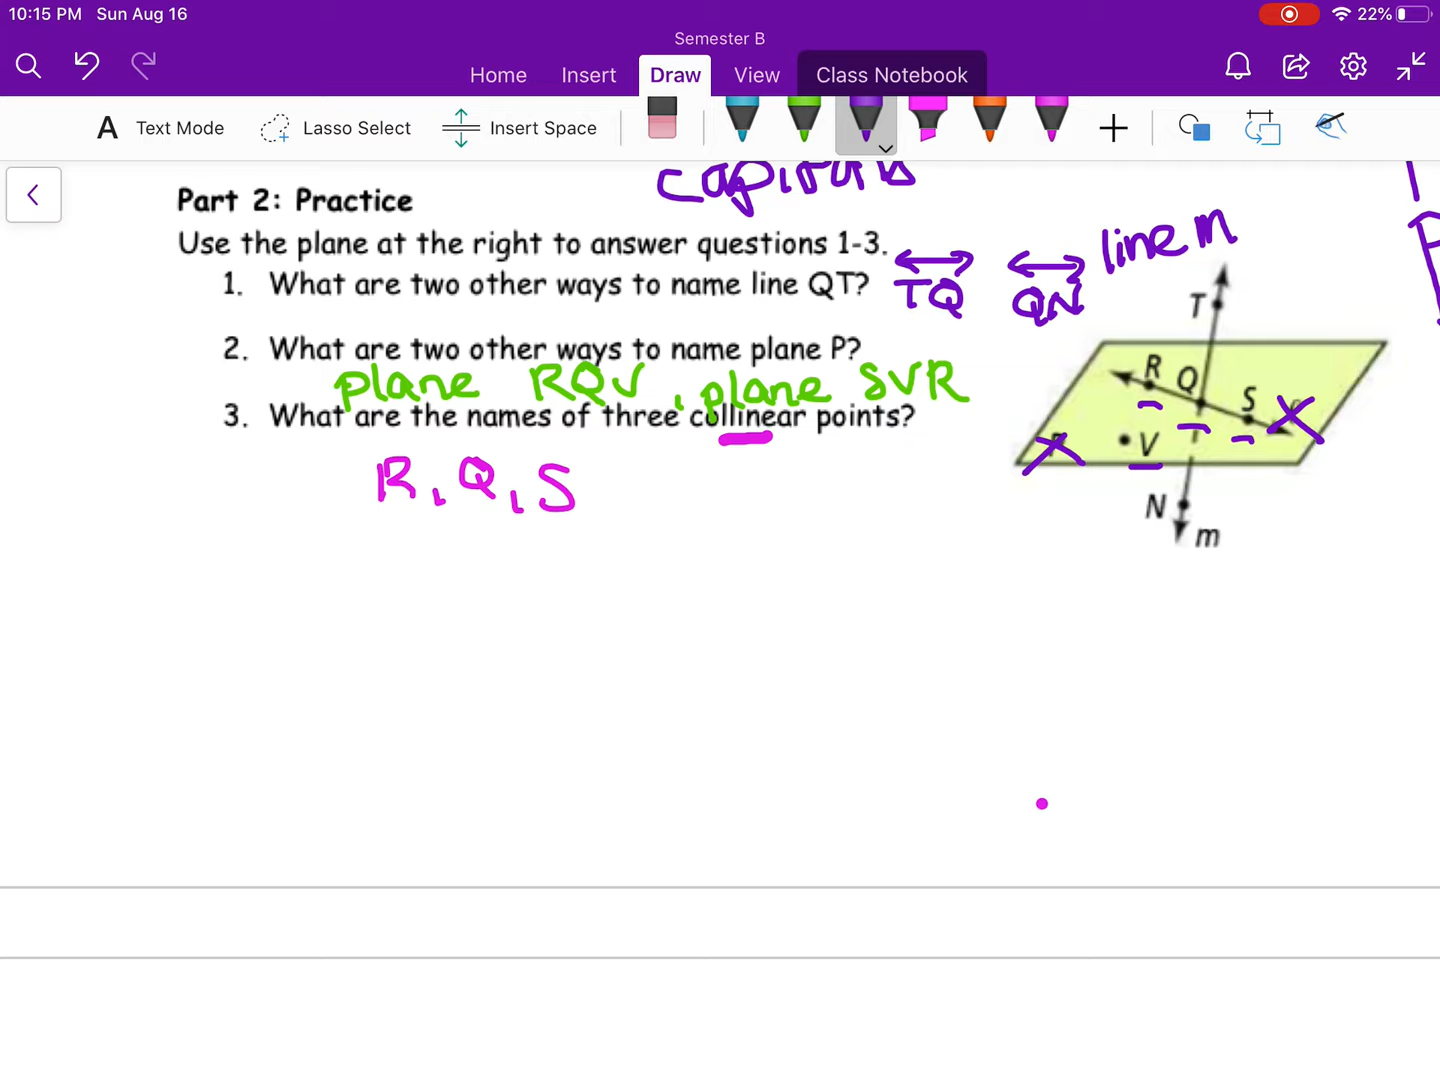 10:15 PM Sun Aug 16
22%
Semester B
Home Insert Draw View Class Notebook
A Text Mode Lasso Select Insert Space
capitals
Part 2: Practice
Use the plane at the right to answer questions 1-3.
1. What are two other ways to name line QT? TQ QN line m
2. What are two other ways to name plane P?
plane RQV, plane SVR
3. What are the names of three collinear points?
R, Q, S
T
R Q
S
V
N
m